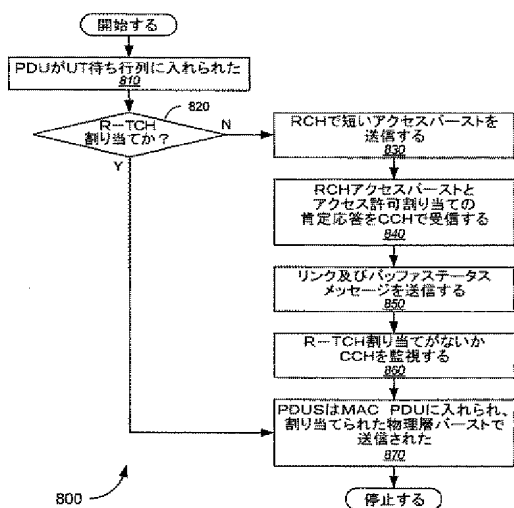 開始する
PDUがUT待ち行列に入れられた
810
820
R－TCH
割り当てか？
N
Y
RCHで短いアクセスバーストを
送信する
830
RCHアクセスバーストと
アクセス許可割り当ての
肯定応答をCCHで受信する
840
リンク及びバッファステータス
メッセージを送信する
850
R－TCH割り当てがないか
CCHを監視する
860
PDUSはMAC PDUに入れられ、
割り当てられた物理層バーストで
送信された
870
800
停止する